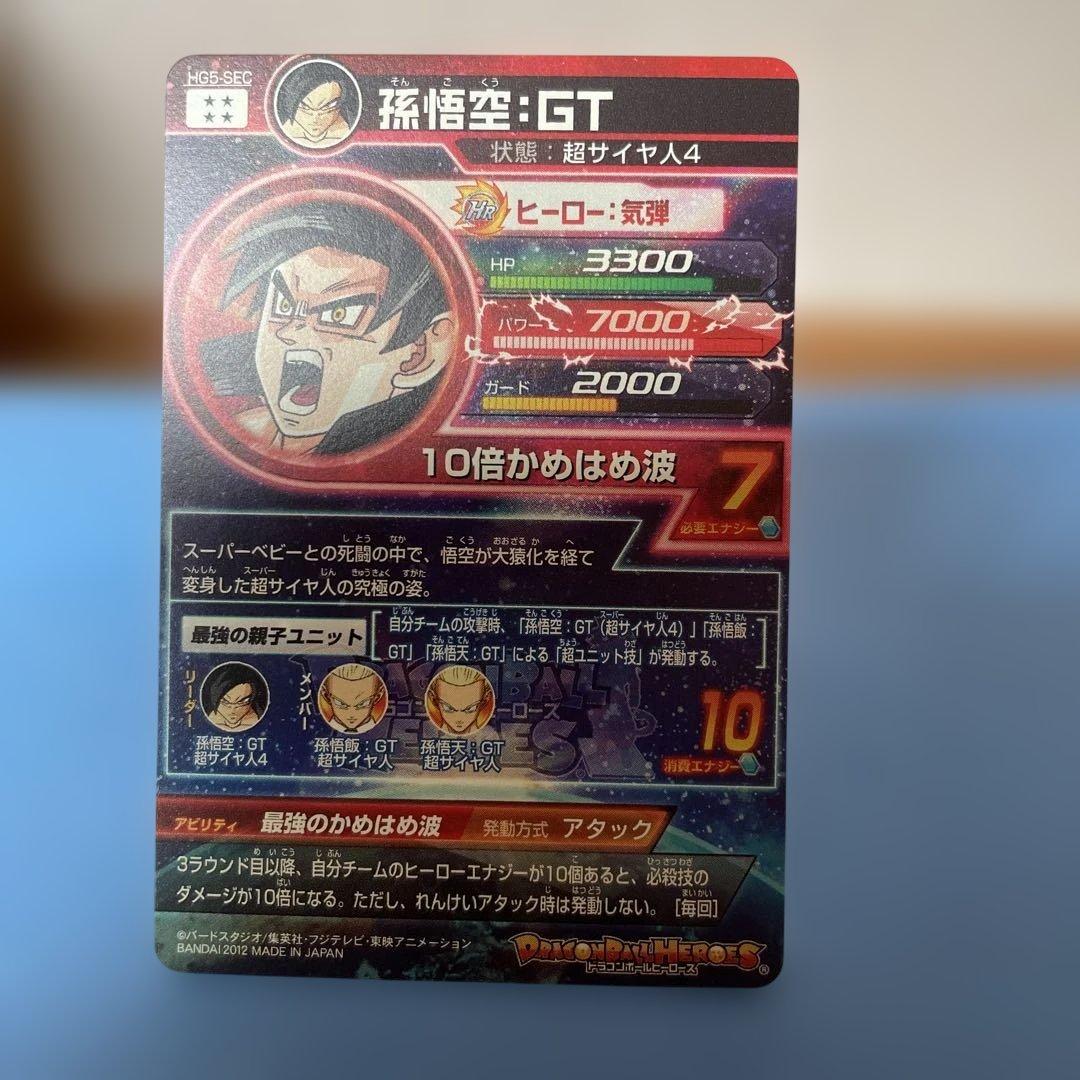 HG5-SEC
孫悟空:GT
そん ご くう
状態:超サイヤ人4
HR ヒーロー:気弾
HP 3300
パワー 7000
ガード 2000
10倍かめはめ波
7
必要エナジー
スーパーベビーとの死闘の中で、悟空が大猿化を経て
変身した超サイヤ人の究極の姿。
最強の親子ユニット
自分チームの攻撃時、「孫悟空:GT(超サイヤ人4)」「孫悟飯:
GT」「孫悟天:GT」による「超ユニット技」が発動する。
リーダー
孫悟空:GT
超サイヤ人4
メンバー
孫悟飯:GT
超サイヤ人
孫悟天:GT
超サイヤ人
10
消費エナジー
アビリティ 最強のかめはめ波 発動方式 アタック
3ラウンド目以降、自分チームのヒーローエナジーが10個あると、必殺技の
ダメージが10倍になる。ただし、れんけいアタック時は発動しない。[毎回]
©バードスタジオ/集英社・フジテレビ・東映アニメーション
BANDAI 2012 MADE IN JAPAN
DRAGONBALL HEROES
ドラゴンボールヒーローズ
®